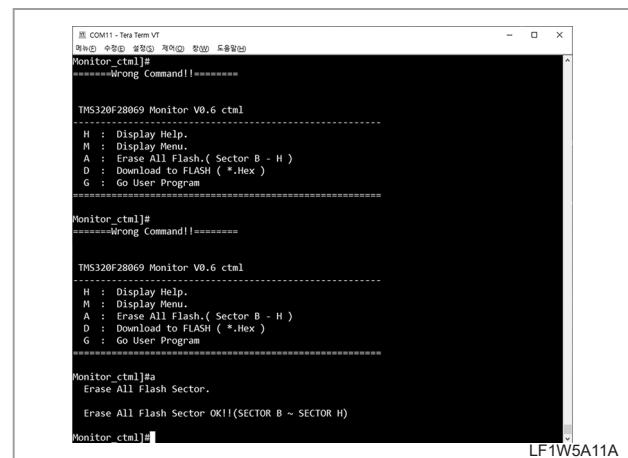 COM11 - Tera Term VT
메뉴(F) 수정(E) 설정(S) 제어(O) 창(W) 도움말(H)
Monitor_ctml]#
=======Wrong Command!!========
TMS320F28069 Monitor V0.6 ctml
--------------------------------------------------------
H : Display Help.
M : Display Menu.
A : Erase All Flash.( Sector B - H )
D : Download to FLASH ( *.Hex )
G : Go User Program
========================================================
Monitor_ctml]#
=======Wrong Command!!========
TMS320F28069 Monitor V0.6 ctml
--------------------------------------------------------
H : Display Help.
M : Display Menu.
A : Erase All Flash.( Sector B - H )
D : Download to FLASH ( *.Hex )
G : Go User Program
========================================================
Monitor_ctml]#a
Erase All Flash Sector.
Erase All Flash Sector OK!!(SECTOR B ~ SECTOR H)
Monitor_ctml]#
LF1W5A11A